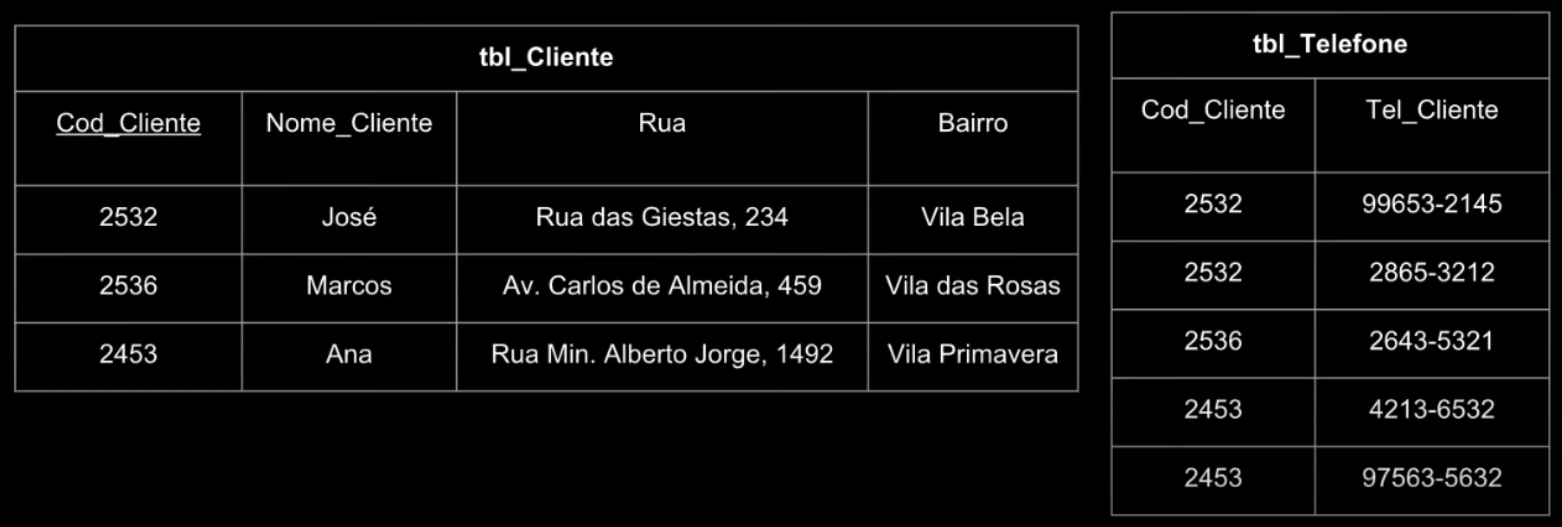 tbl_Cliente
Cod_Cliente Nome_Cliente Rua Bairro
2532 José Rua das Giestas, 234 Vila Bela
2536 Marcos Av. Carlos de Almeida, 459 Vila das Rosas
2453 Ana Rua Min. Alberto Jorge, 1492 Vila Primavera
tbl_Telefone
Cod_Cliente Tel_Cliente
2532 99653-2145
2532 2865-3212
2536 2643-5321
2453 4213-6532
2453 97563-5632